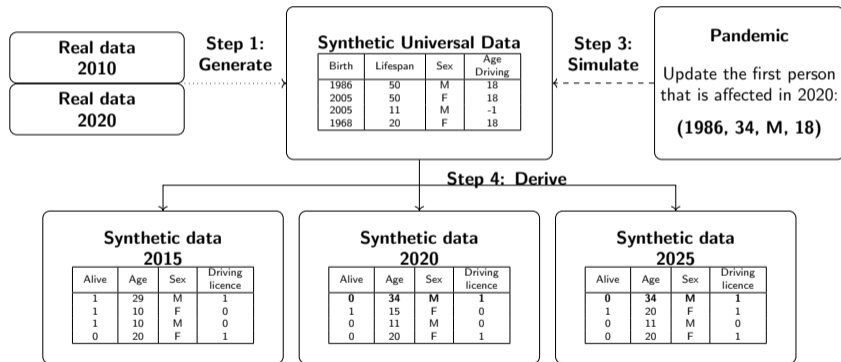 Real data
2010
Real data
2020
Step 1:
Generate
Synthetic Universal Data
Birth Lifespan Sex Age Driving
1986 50 M 18
2005 50 F 18
2005 11 M -1
1968 20 F 18
Step 3:
Simulate
Pandemic
Update the first person
that is affected in 2020:
(1986, 34, M, 18)
Step 4: Derive
Synthetic data
2015
Alive Age Sex Driving licence
1 29 M 1
1 10 F 0
1 10 M 0
0 20 F 1
Synthetic data
2020
Alive Age Sex Driving licence
0 34 M 1
1 15 F 0
0 11 M 0
0 20 F 1
Synthetic data
2025
Alive Age Sex Driving licence
0 34 M 1
1 20 F 1
0 11 M 0
0 20 F 1